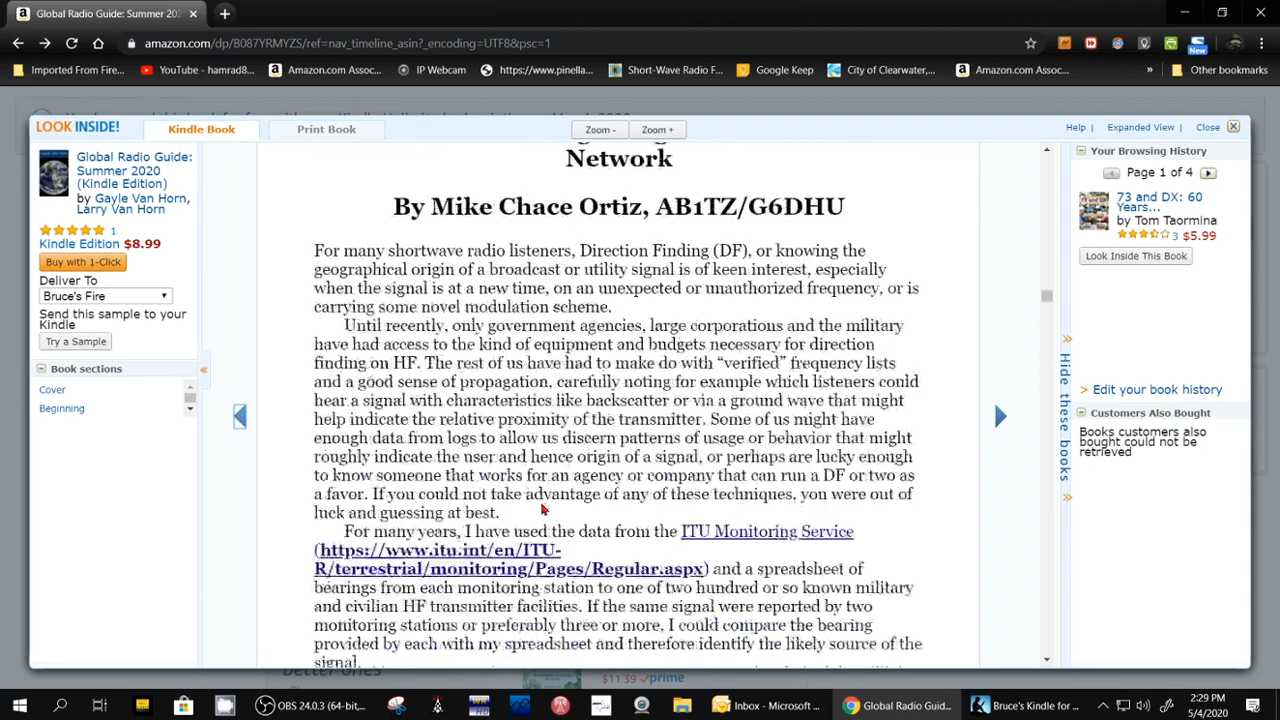 Global Radio Guide: Summer 202
amazon.com/dp/B087YRMYZS/ref=nav_timeline_asin?_encoding=UTF8&psc=1
Imported From Fire...
YouTube - hamrad8...
Amazon.com Assoc...
IP Webcam
https://www.pinella...
Short-Wave Radio F...
Google Keep
City of Clearwater,...
Amazon.com Assoc...
»
Other bookmarks
New
LOOK INSIDE!
Kindle Book
Print Book
Zoom -
Zoom +
Help |
Expanded View |
Close
Global Radio Guide:
Summer 2020
(Kindle Edition)
by Gayle Van Horn,
Larry Van Horn
1
Kindle Edition $8.99
Buy with 1-Click
Deliver To
Bruce's Fire
Send this sample to your
Kindle
Try a Sample
Book sections
Cover
Beginning
Network
By Mike Chace Ortiz, AB1TZ/G6DHU
For many shortwave radio listeners, Direction Finding (DF), or knowing the
geographical origin of a broadcast or utility signal is of keen interest, especially
when the signal is at a new time, on an unexpected or unauthorized frequency, or is
carrying some novel modulation scheme.
Until recently, only government agencies, large corporations and the military
have had access to the kind of equipment and budgets necessary for direction
finding on HF. The rest of us have had to make do with “verified” frequency lists
and a good sense of propagation, carefully noting for example which listeners could
hear a signal with characteristics like backscatter or via a ground wave that might
help indicate the relative proximity of the transmitter. Some of us might have
enough data from logs to allow us discern patterns of usage or behavior that might
roughly indicate the user and hence origin of a signal, or perhaps are lucky enough
to know someone that works for an agency or company that can run a DF or two as
a favor. If you could not take advantage of any of these techniques, you were out of
luck and guessing at best.
For many years, I have used the data from the ITU Monitoring Service
(https://www.itu.int/en/ITU-
R/terrestrial/monitoring/Pages/Regular.aspx) and a spreadsheet of
bearings from each monitoring station to one of two hundred or so known military
and civilian HF transmitter facilities. If the same signal were reported by two
monitoring stations or preferably three or more, I could compare the bearing
provided by each with my spreadsheet and therefore identify the likely source of the
signal.
Your Browsing History
Page 1 of 4
73 and DX: 60
Years...
by Tom Taormina
3 $5.99
Look Inside This Book
» Hide these books »
> Edit your book history
Customers Also Bought
Books customers also
bought could not be
retrieved
$11.39 prime
OBS 24.0.3 (64-bit,...
Inbox - Microsoft ...
Global Radio Guid...
Bruce's Kindle for ...
2:29 PM
5/4/2020